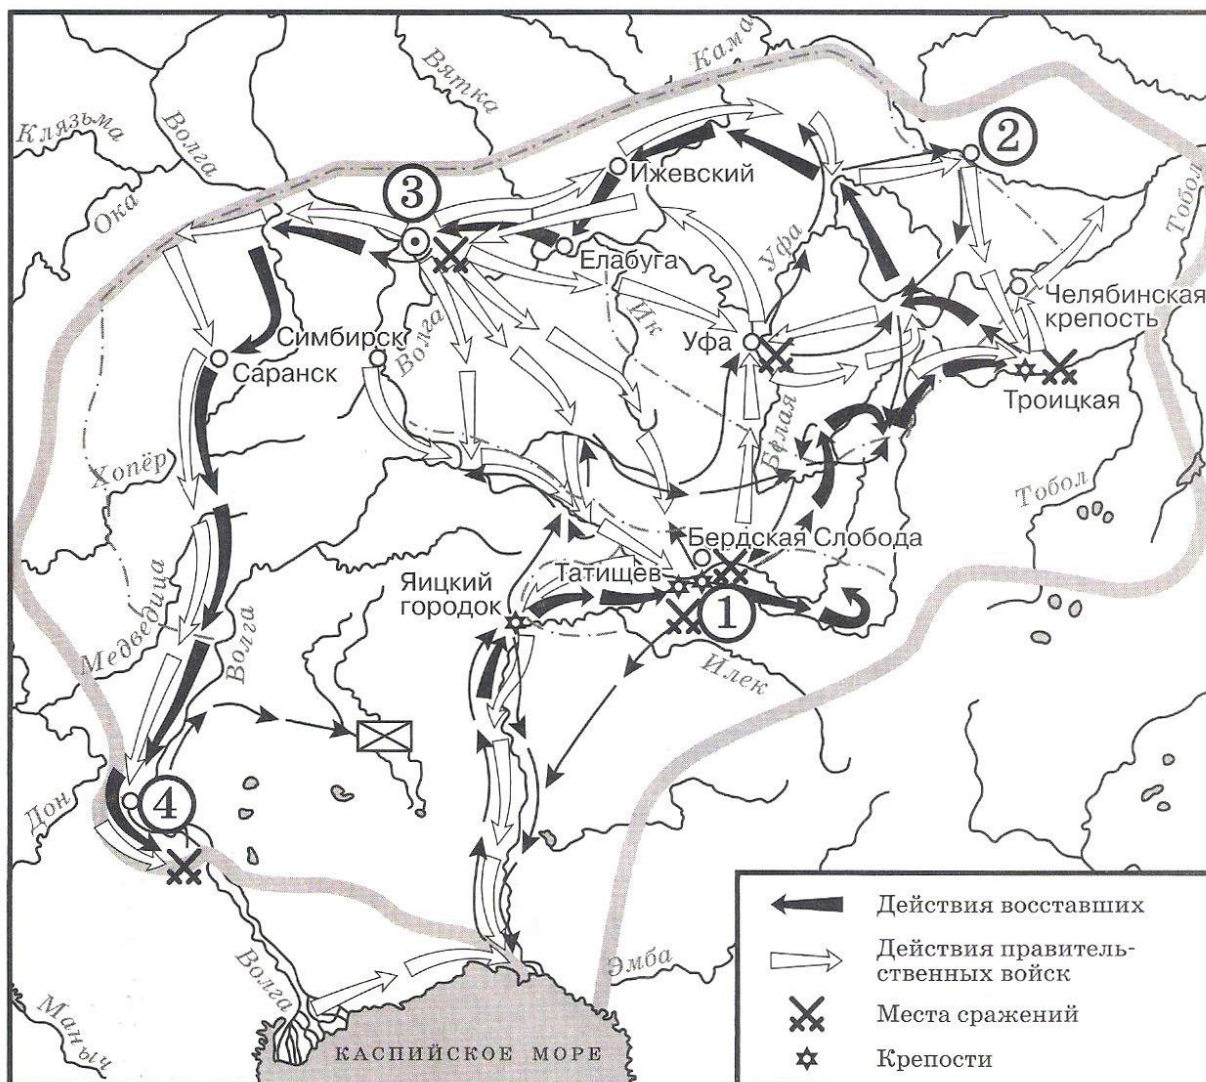 Кама
Вятка
Клязьма
Волга
2
Тобол
Ока
3
Ижевский
Уфа
Елабуга
Челябинская
крепость
Волга
Ик
Симбирск
Уфа
Саранск
Троицкая
Белая
Хопёр
Тобол
Бердская Слобода
Татищев
Яицкий
городок
1
Медведица
Волга
Илек
Дон
4
Действия восставших
Действия правитель-
ственных войск
Эмба
Волга
Маныч
Места сражений
КАСПИЙСКОЕ МОРЕ
Крепости